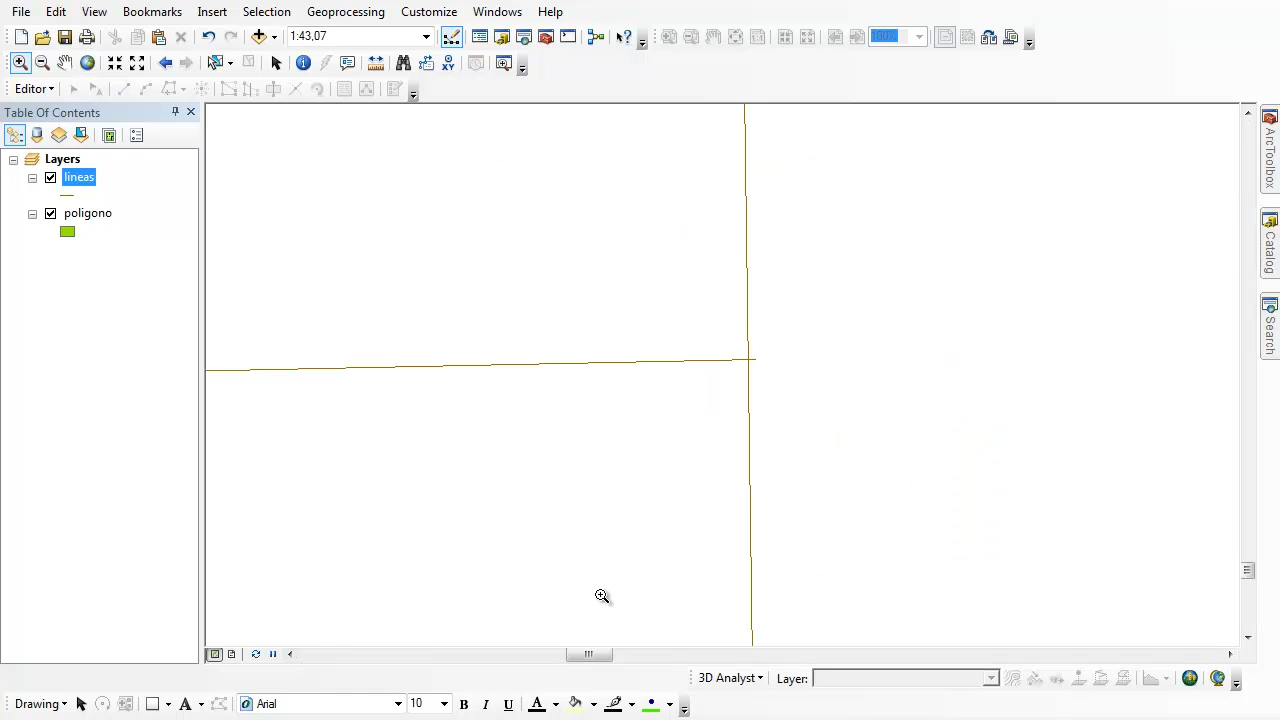 File Edit View Bookmarks Insert Selection Geoprocessing Customize Windows Help
1:43,07
100%
Editor
Table Of Contents
Layers
lineas
poligono
ArcToolbox
Catalog
Search
3D Analyst Layer:
Drawing A Arial 10 B I U A